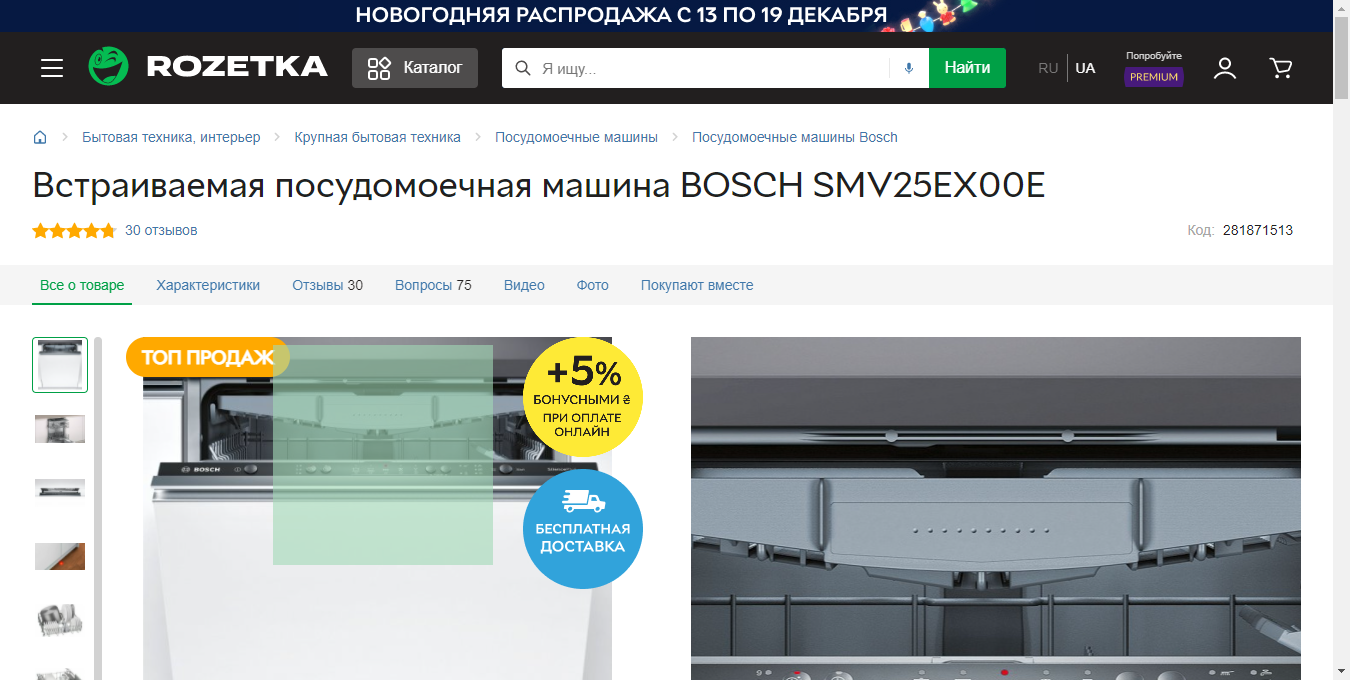 НОВОГОДНЯЯ РАСПРОДАЖА С 13 ПО 19 ДЕКАБРЯ
ROZETKA
Каталог
Я ищу...
Найти
RU UA
Попробуйте
PREMIUM
Бытовая техника, интерьер
Крупная бытовая техника
Посудомоечные машины
Посудомоечные машины Bosch
Встраиваемая посудомоечная машина BOSCH SMV25EX00E
30 отзывов
Код: 281871513
Все о товаре
Характеристики
Отзывы 30
Вопросы 75
Видео
Фото
Покупают вместе
ТОП ПРОДАЖ
+5%
БОНУСНЫМИ ₴
ПРИ ОПЛАТЕ
ОНЛАЙН
BOSCH
БЕСПЛАТНАЯ
ДОСТАВКА